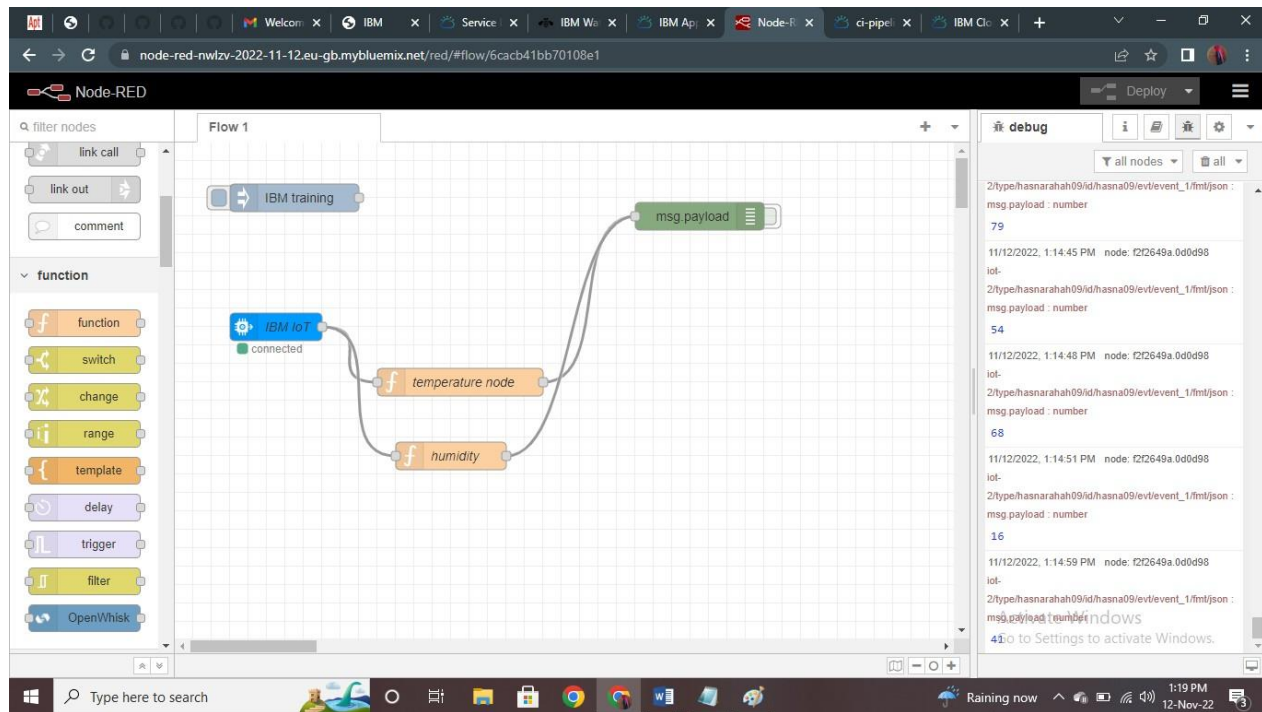 Apt
Welcom
IBM
Service
IBM Wa
IBM Ap
Node-R
ci-pipeli
IBM Clo
node-red-nwlzv-2022-11-12.eu-gb.mybluemix.net/red/#flow/6cacb41bb70108e1
Node-RED
Deploy
filter nodes
Flow 1
debug
all nodes
all
link call
link out
comment
function
function
switch
change
range
template
delay
trigger
filter
OpenWhisk
IBM training
msg.payload
IBM IoT
connected
temperature node
humidity
2/type/hasnarahah09/id/hasna09/evt/event_1/fmt/json :
msg.payload : number
79
11/12/2022, 1:14:45 PM node: f2f2649a.0d0d98
iot-
2/type/hasnarahah09/id/hasna09/evt/event_1/fmt/json :
msg.payload : number
54
11/12/2022, 1:14:48 PM node: f2f2649a.0d0d98
iot-
2/type/hasnarahah09/id/hasna09/evt/event_1/fmt/json :
msg.payload : number
68
11/12/2022, 1:14:51 PM node: f2f2649a.0d0d98
iot-
2/type/hasnarahah09/id/hasna09/evt/event_1/fmt/json :
msg.payload : number
16
11/12/2022, 1:14:59 PM node: f2f2649a.0d0d98
iot-
2/type/hasnarahah09/id/hasna09/evt/event_1/fmt/json :
msg.payload : number
Activate Windows
Go to Settings to activate Windows.
Type here to search
Raining now
1:19 PM
12-Nov-22
3